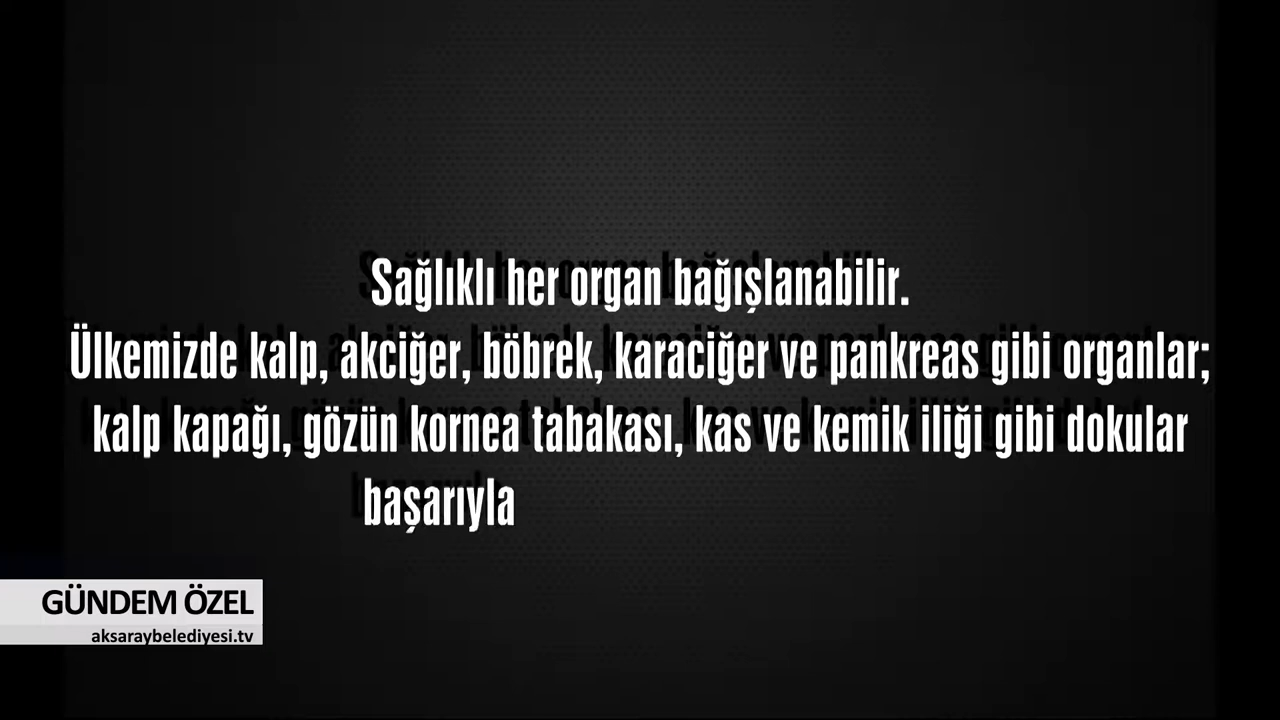 Sağlıklı her organ bağışlanabilir.
Ülkemizde kalp, akciğer, böbrek, karaciğer ve pankreas gibi organlar;
kalp kapağı, gözün kornea tabakası, kas ve kemik iliği gibi dokular
başarıyla
GÜNDEM ÖZEL
aksaraybelediyesi.tv